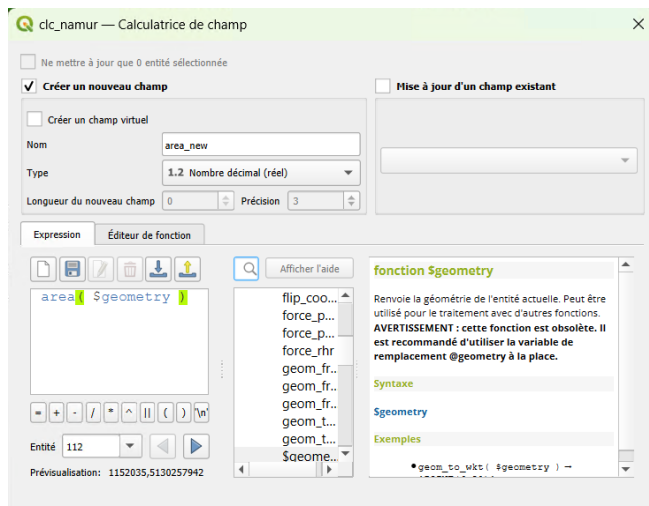 clc_namur — Calculatrice de champ
Ne mettre à jour que 0 entité sélectionnée
Créer un nouveau champ
Mise à jour d'un champ existant
Créer un champ virtuel
Nom
area_new
Type
1.2 Nombre décimal (réel)
Longueur du nouveau champ
0
Précision
3
Expression
Éditeur de fonction
Afficher l'aide
area( $geometry )
flip_coo...
force_p...
force_p...
force_rhr
geom_fr...
geom_fr...
geom_fr...
geom_t...
geom_t...
$geome...
= + - / * ^ || ( ) '\n'
Entité
112
Prévisualisation: 1152035,5130257942
fonction $geometry
Renvoie la géométrie de l'entité actuelle. Peut être
utilisé pour le traitement avec d'autres fonctions.
AVERTISSEMENT : cette fonction est obsolète. Il
est recommandé d'utiliser la variable de
remplacement @geometry à la place.
Syntaxe
$geometry
Exemples
geom_to_wkt( $geometry ) →